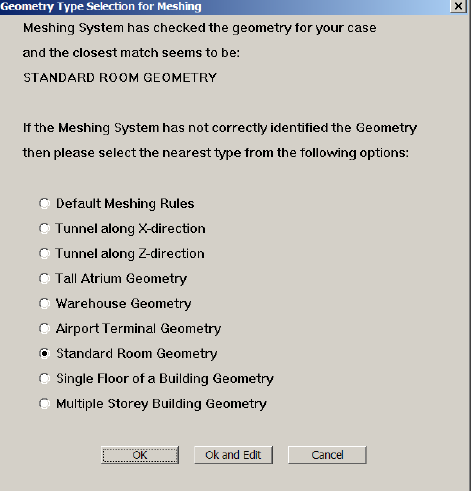 Geometry Type Selection for Meshing
Meshing System has checked the geometry for your case
and the closest match seems to be:
STANDARD ROOM GEOMETRY
If the Meshing System has not correctly identified the Geometry
then please select the nearest type from the following options:
Default Meshing Rules
Tunnel along X-direction
Tunnel along Z-direction
Tall Atrium Geometry
Warehouse Geometry
Airport Terminal Geometry
Standard Room Geometry
Single Floor of a Building Geometry
Multiple Storey Building Geometry
OK Ok and Edit Cancel